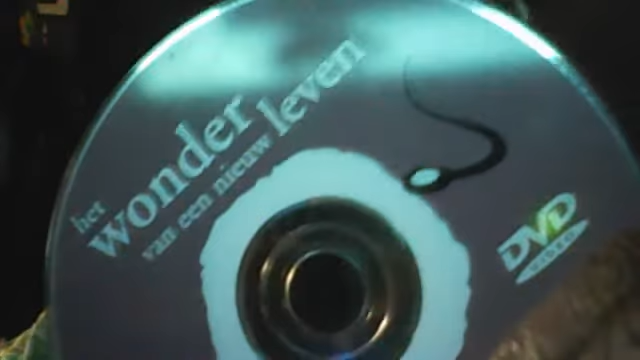 het
wonder
van een nieuw
leven
DVD
VIDEO